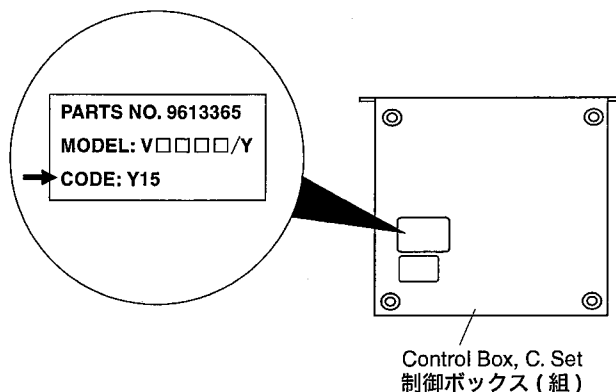 PARTS NO. 9613365
MODEL: V□□□□/Y
CODE: Y15
Control Box, C. Set
制御ボックス ( 組 )